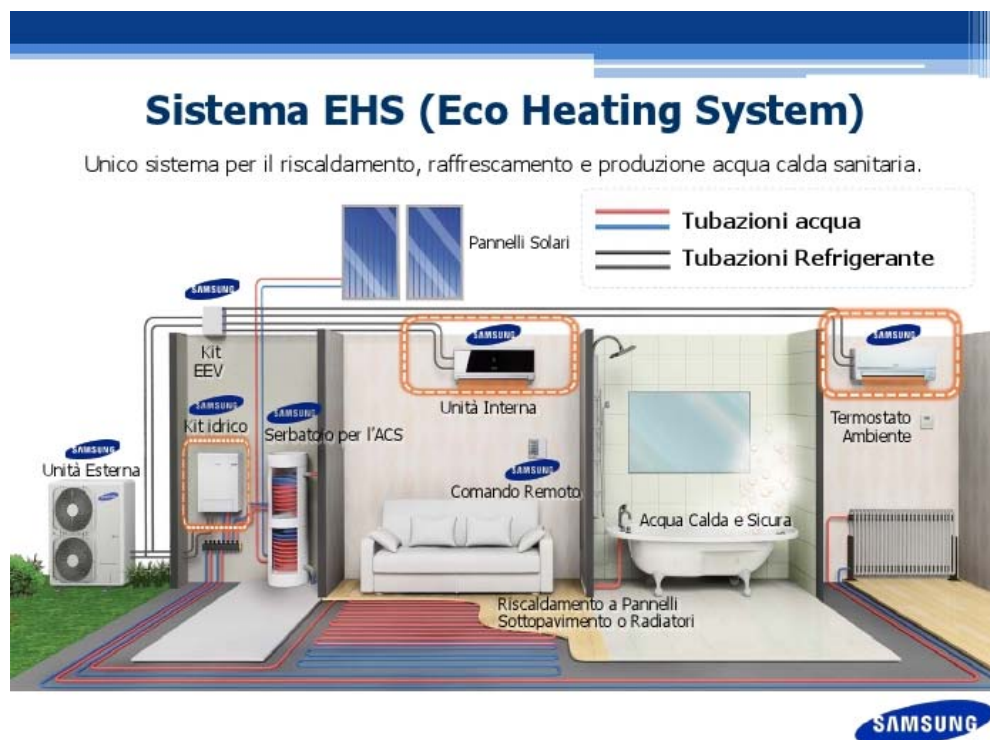 Sistema EHS (Eco Heating System)
Unico sistema per il riscaldamento, raffrescamento e produzione acqua calda sanitaria.
Tubazioni acqua
Tubazioni Refrigerante
Pannelli Solari
SAMSUNG
Kit
EEV
SAMSUNG
Unità Interna
SAMSUNG
Termostato
Ambiente
SAMSUNG
Kit idrico
SAMSUNG
Serbatoio per l'ACS
SAMSUNG
Unità Esterna
SAMSUNG
Comando Remoto
Acqua Calda e Sicura
Riscaldamento a Pannelli
Sottopavimento o Radiatori
SAMSUNG